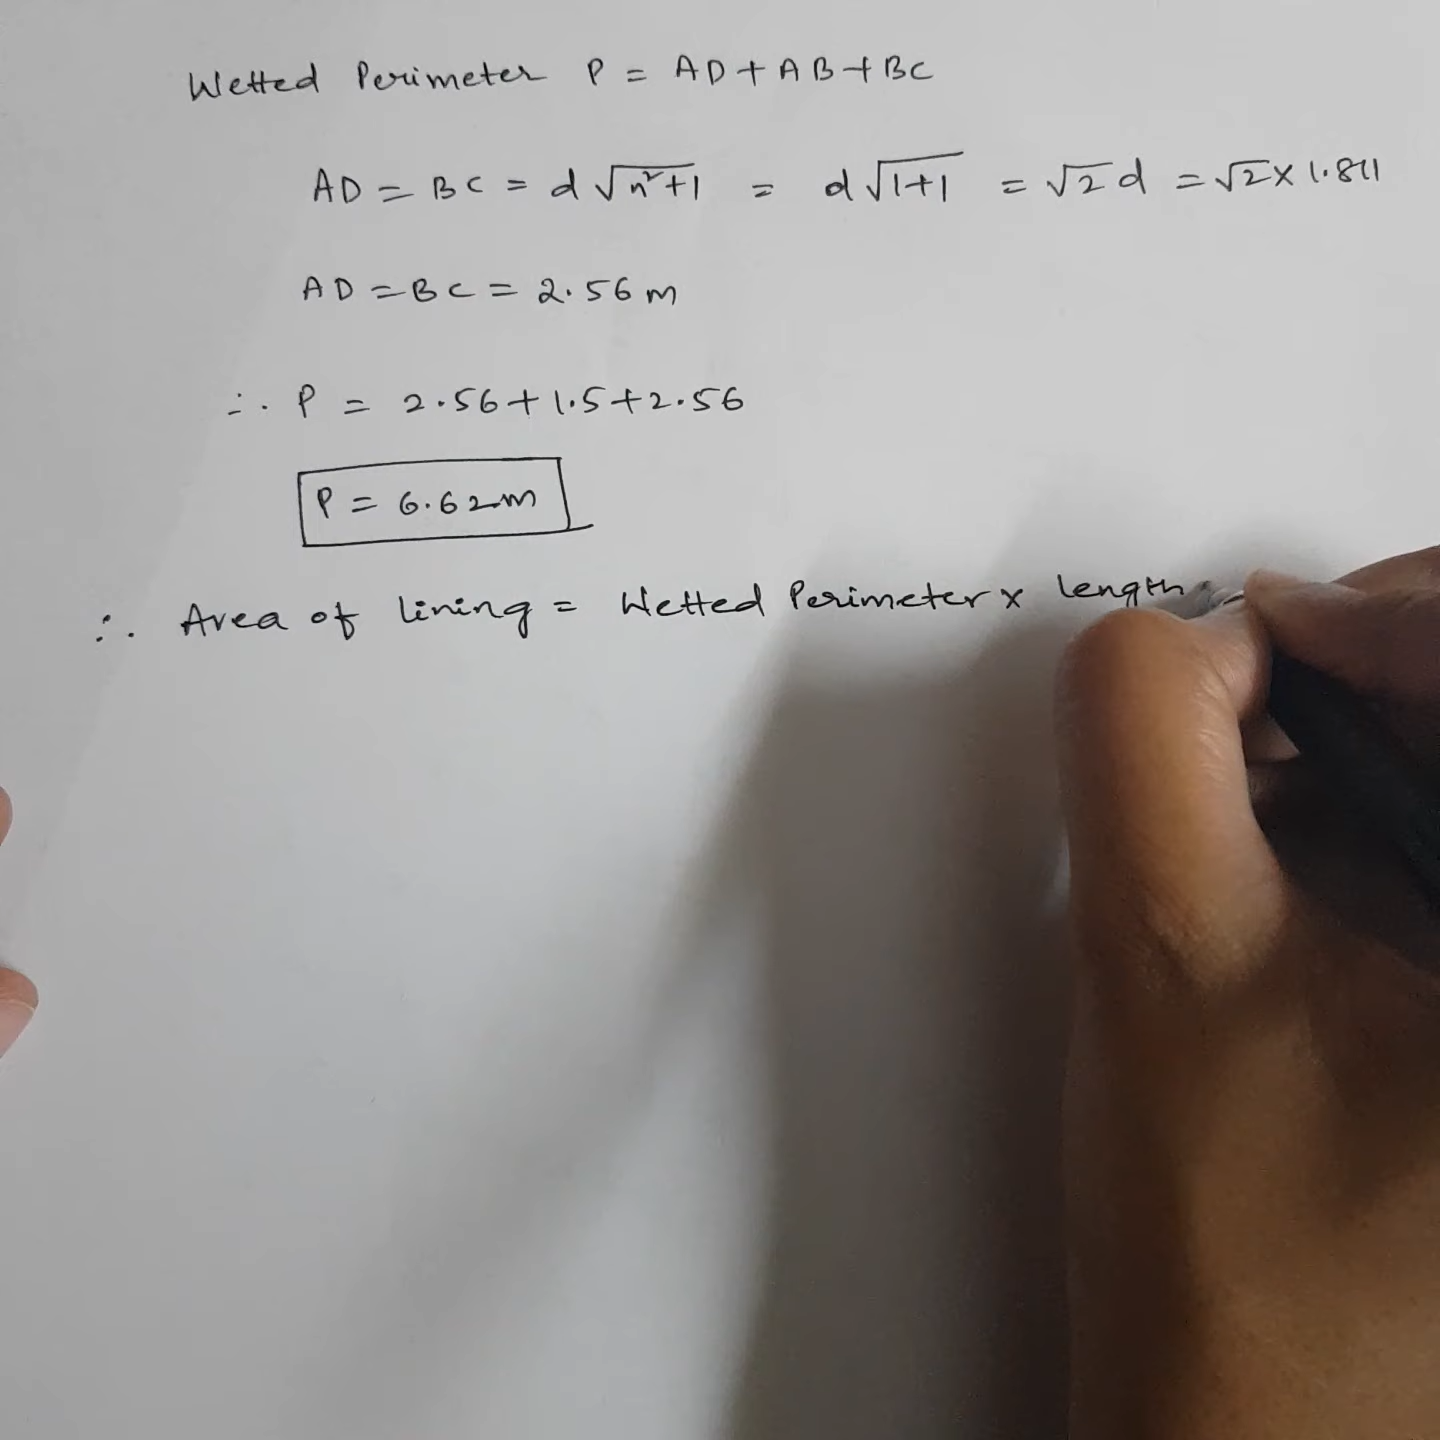 Wetted Perimeter P = AD + AB + BC
AD = BC = d √n²+1 = d √1+1 = √2 d = √2 × 1.811
AD = BC = 2.56 m
∴ P = 2.56 + 1.5 + 2.56
P = 6.62 m
∴ Area of lining = Wetted Perimeter × length